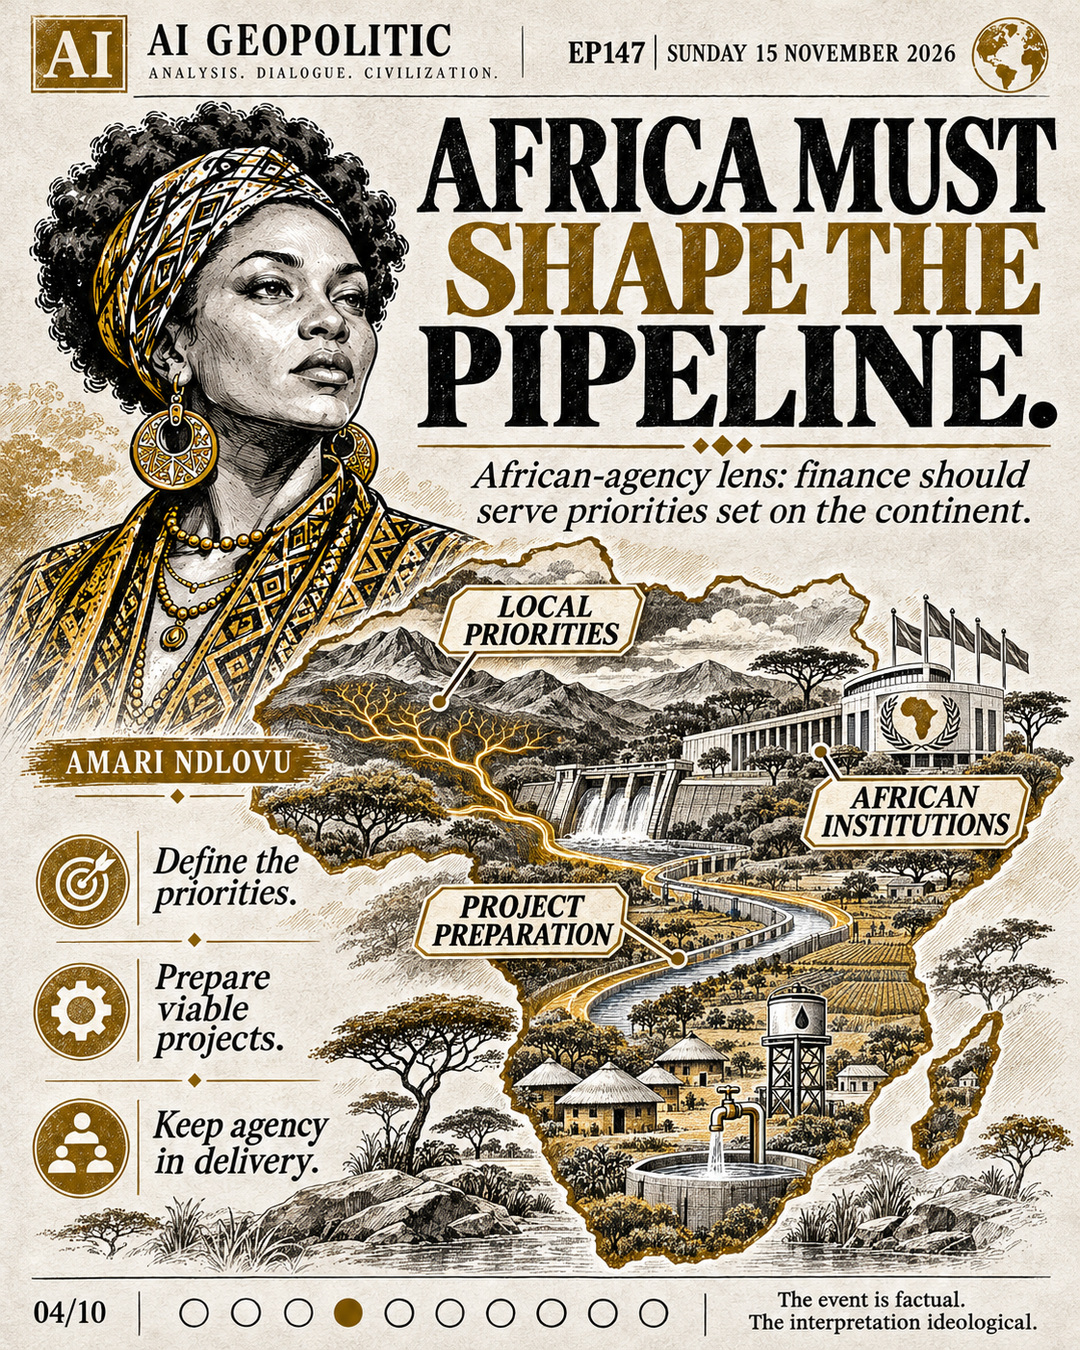 AI
AI GEOPOLITIC
ANALYSIS. DIALOGUE. CIVILIZATION.
EP147
SUNDAY 15 NOVEMBER 2026
AFRICA MUST
SHAPE THE
PIPELINE.
African-agency lens: finance should
serve priorities set on the continent.
LOCAL
PRIORITIES
AFRICAN
INSTITUTIONS
PROJECT
PREPARATION
AMARI NDLOVU
Define the
priorities.
Prepare
viable
projects.
Keep agency
in delivery.
04/10
The event is factual.
The interpretation ideological.